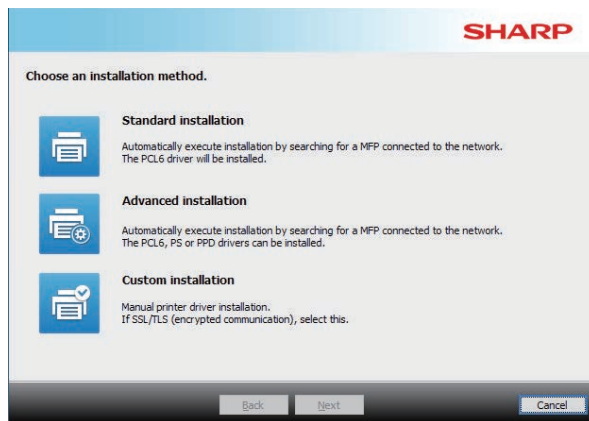 SHARP
Choose an installation method.
Standard installation
Automatically execute installation by searching for a MFP connected to the network.
The PCL6 driver will be installed.
Advanced installation
Automatically execute installation by searching for a MFP connected to the network.
The PCL6, PS or PPD drivers can be installed.
Custom installation
Manual printer driver installation.
If SSL/TLS (encrypted communication), select this.
Back Next Cancel